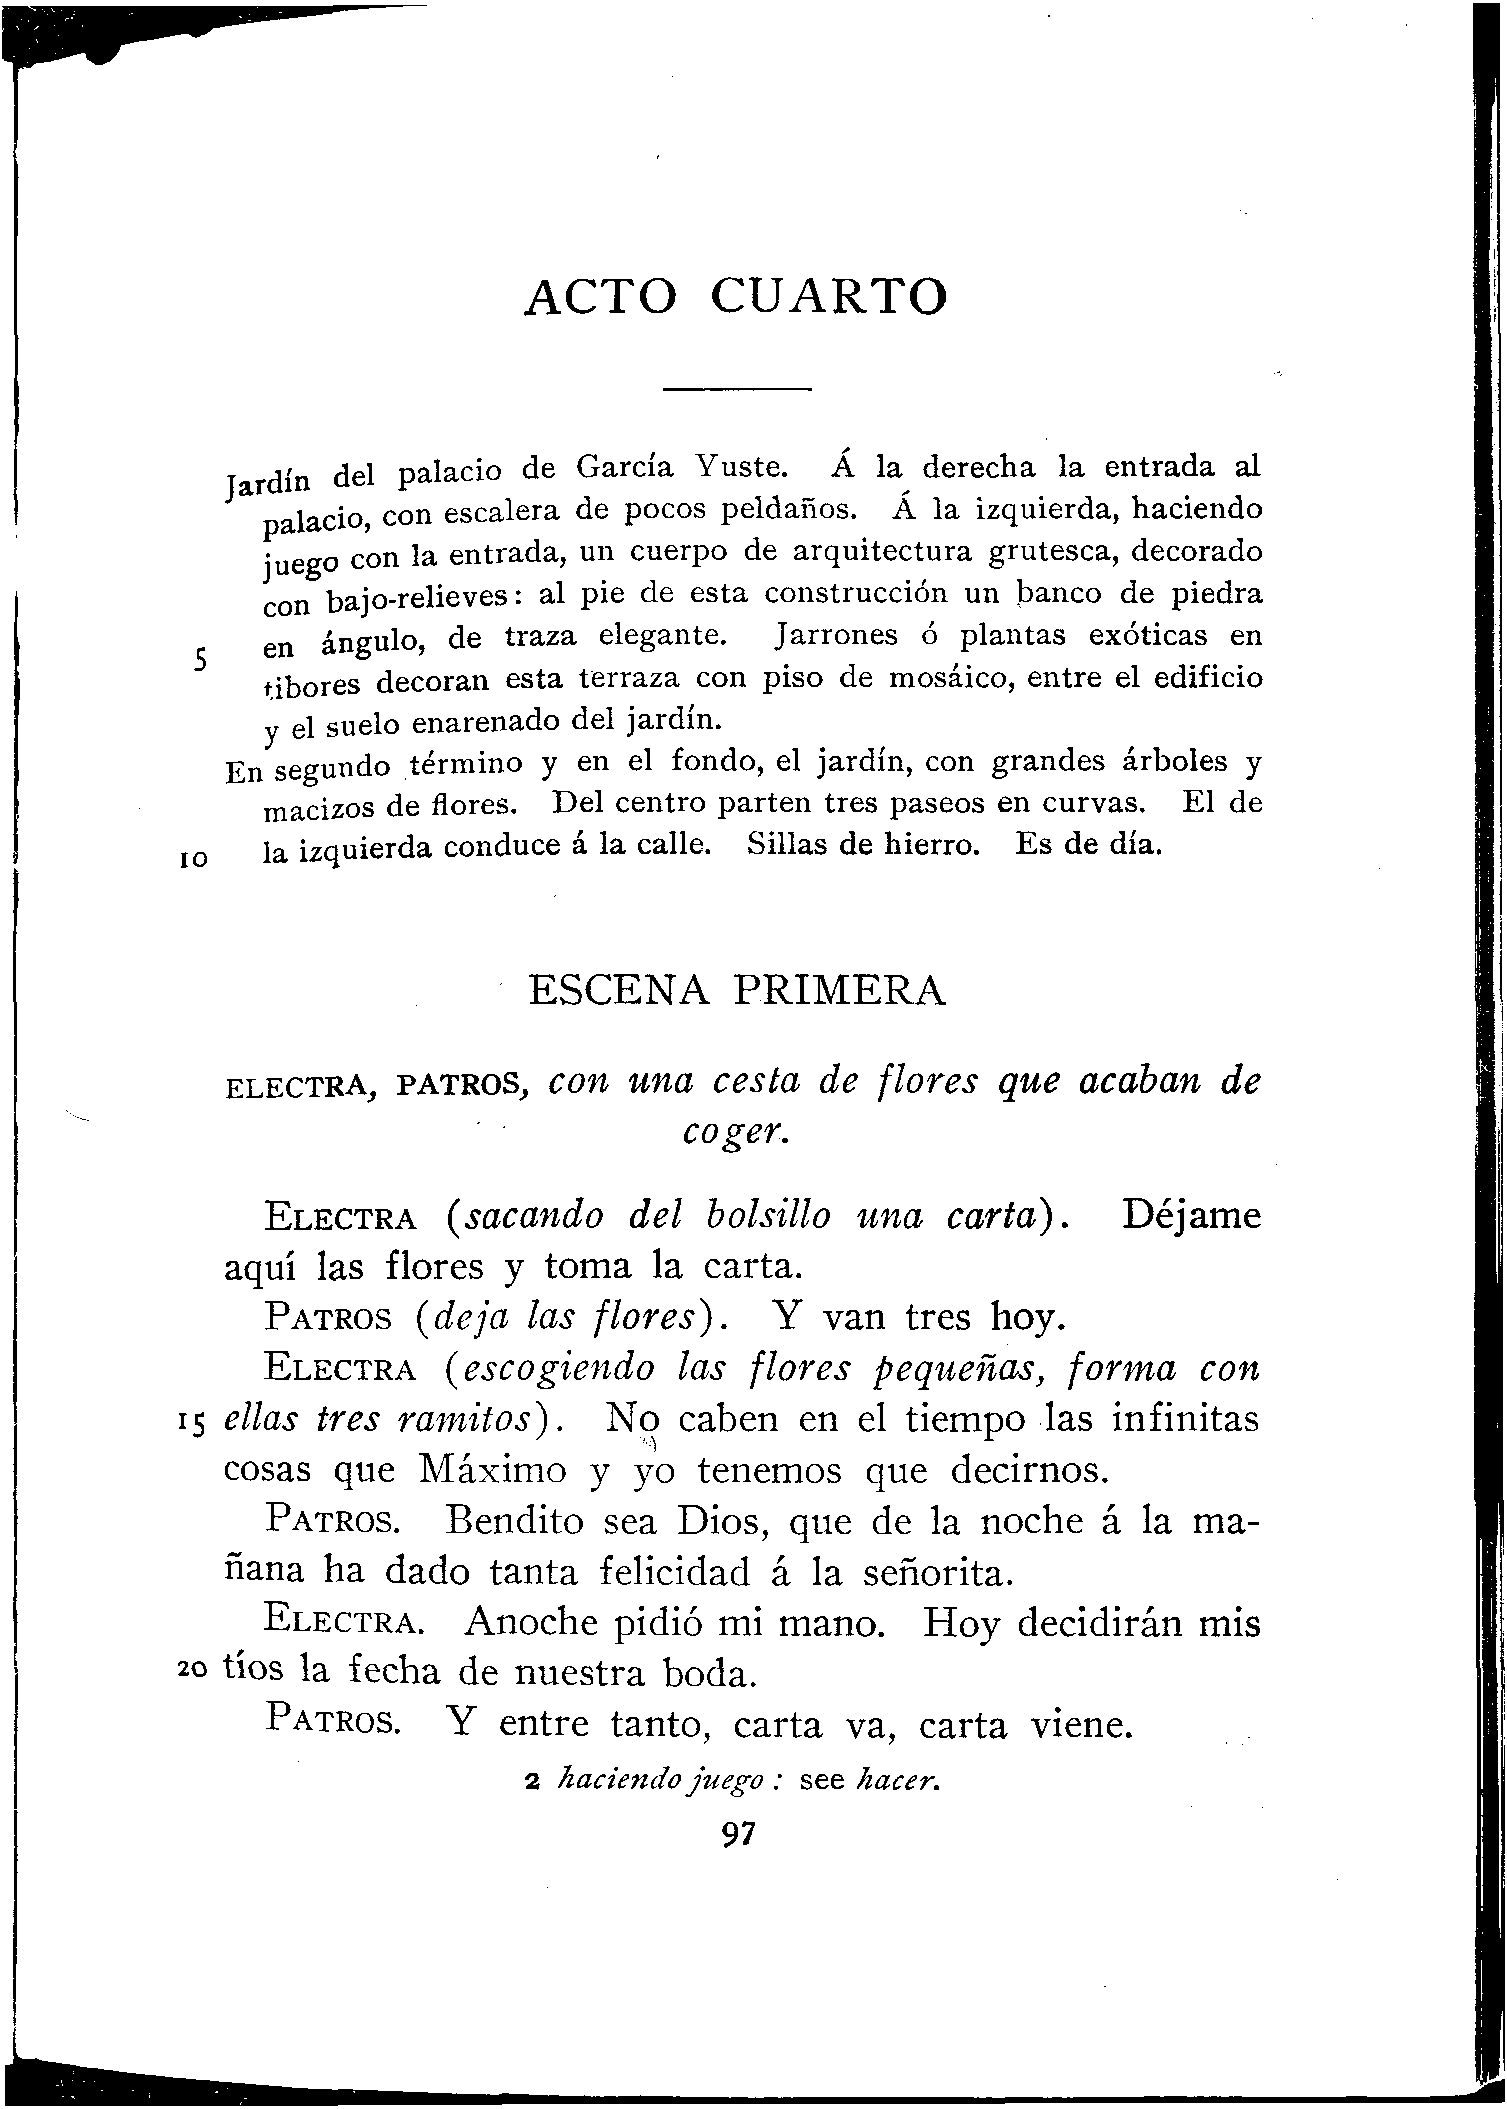 ACTO CUARTO
Jardín del palacio de García Yuste. Á la derecha la entrada al
palacio, con escalera de pocos peldaños. Á la izquierda, haciendo
juego con la entrada, un cuerpo de arquitectura grutesca, decorado
con bajo-relieves: al pie de esta construcción un banco de piedra
5 en ángulo, de traza elegante. Jarrones ó plantas exóticas en
tibores decoran esta terraza con piso de mosáico, entre el edificio
y el suelo enarenado del jardín.
En segundo término y en el fondo, el jardín, con grandes árboles y
macizos de flores. Del centro parten tres paseos en curvas. El de
10 la izquierda conduce á la calle. Sillas de hierro. Es de día.
ESCENA PRIMERA
ELECTRA, PATROS, con una cesta de flores que acaban de
coger.
ELECTRA (sacando del bolsillo una carta). Déjame
aquí las flores y toma la carta.
PATROS (deja las flores). Y van tres hoy.
ELECTRA (escogiendo las flores pequeñas, forma con
15 ellas tres ramitos). No caben en el tiempo las infinitas
cosas que Máximo y yo tenemos que decirnos.
PATROS. Bendito sea Dios, que de la noche á la ma-
ñana ha dado tanta felicidad á la señorita.
ELECTRA. Anoche pidió mi mano. Hoy decidirán mis
20 tíos la fecha de nuestra boda.
PATROS. Y entre tanto, carta va, carta viene.
2 haciendo juego : see hacer.
97